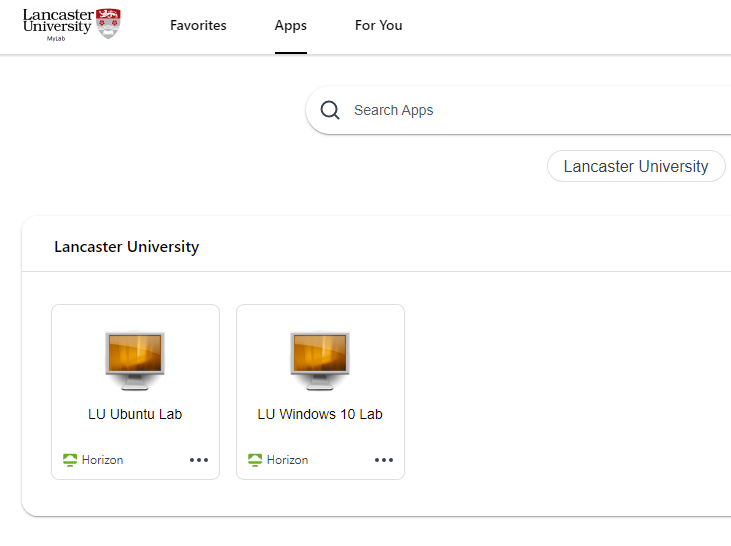 Lancaster
University
MyLab
Favorites
Apps
For You
Search Apps
Lancaster University
Lancaster University
LU Ubuntu Lab
LU Windows 10 Lab
Horizon
Horizon